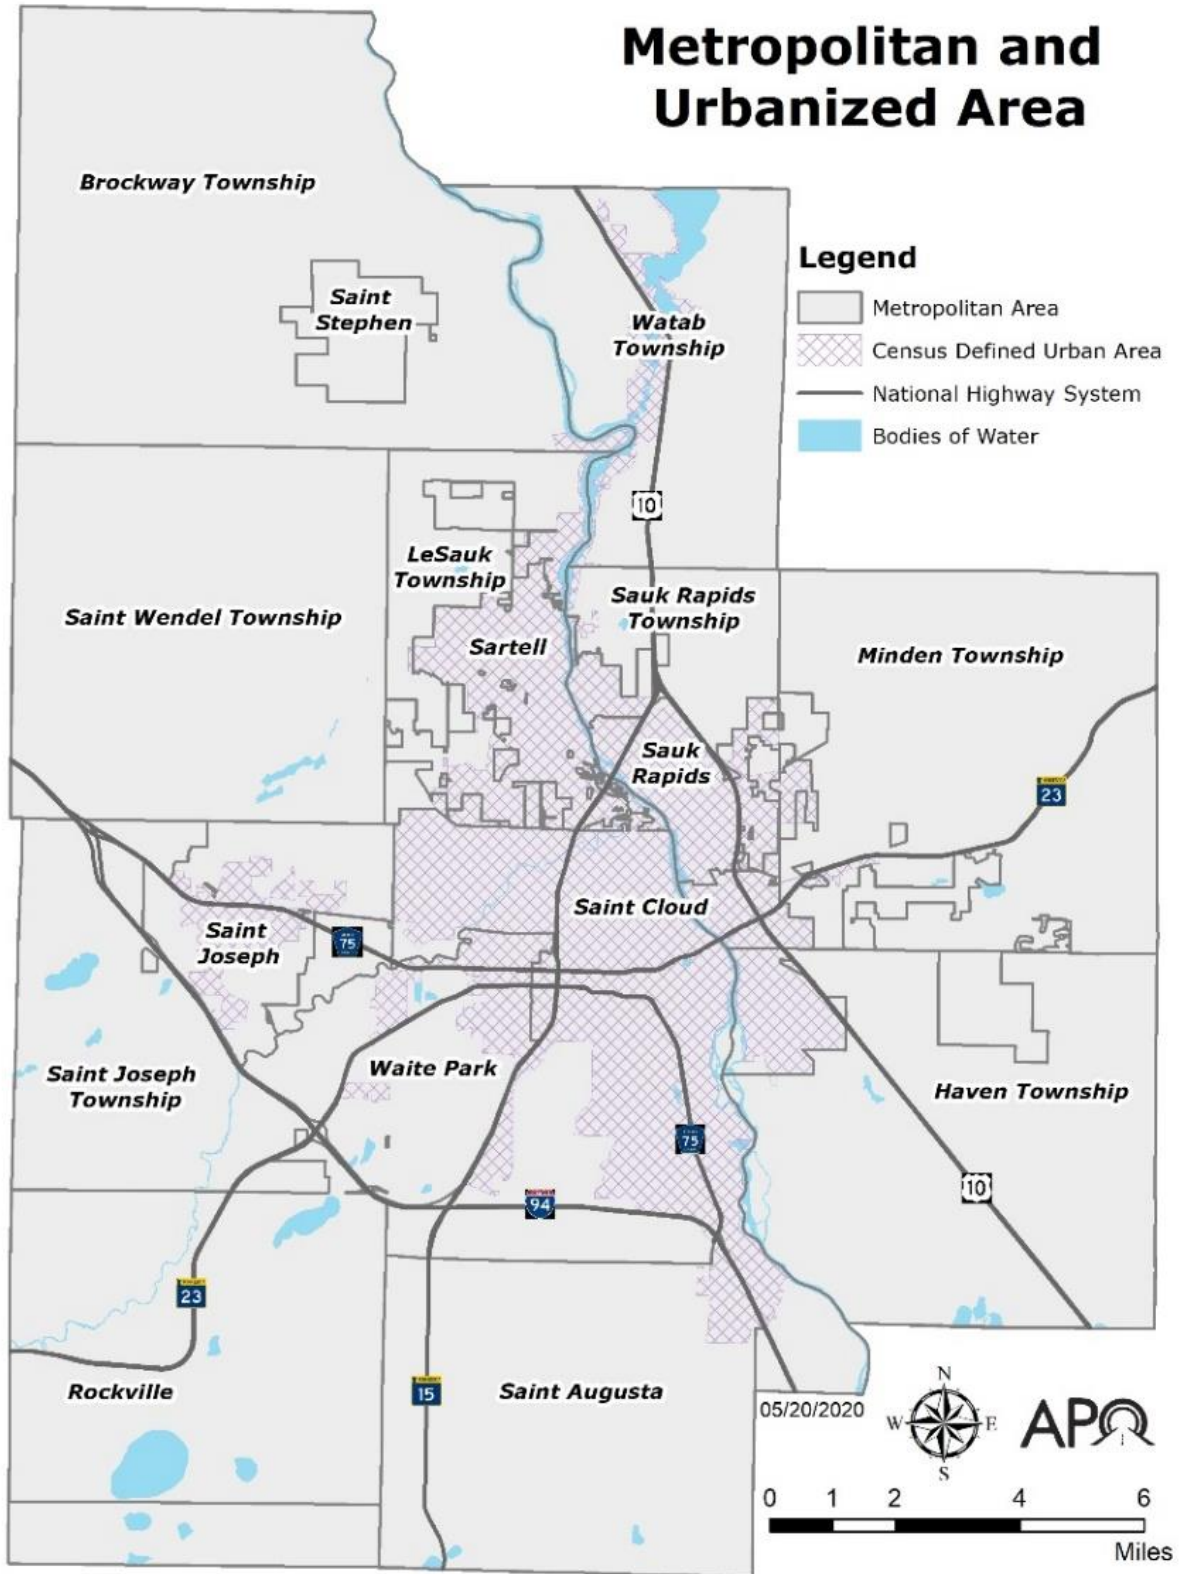 Metropolitan and
Urbanized Area
Brockway Township
Legend
Metropolitan Area
Saint
Stephen
Watab
Township
Census Defined Urban Area
National Highway System
Bodies of Water
10
LeSauk
Township
Sauk Rapids
Township
Saint Wendel Township
Sartell
Minden Township
Sauk
Rapids
23
Saint Cloud
Saint
Joseph
75
Saint Joseph
Township
Waite Park
Haven Township
75
10
94
23
Rockville
15
Saint Augusta
05/20/2020
N
W
E
S
APO
0 1 2 4 6
Miles